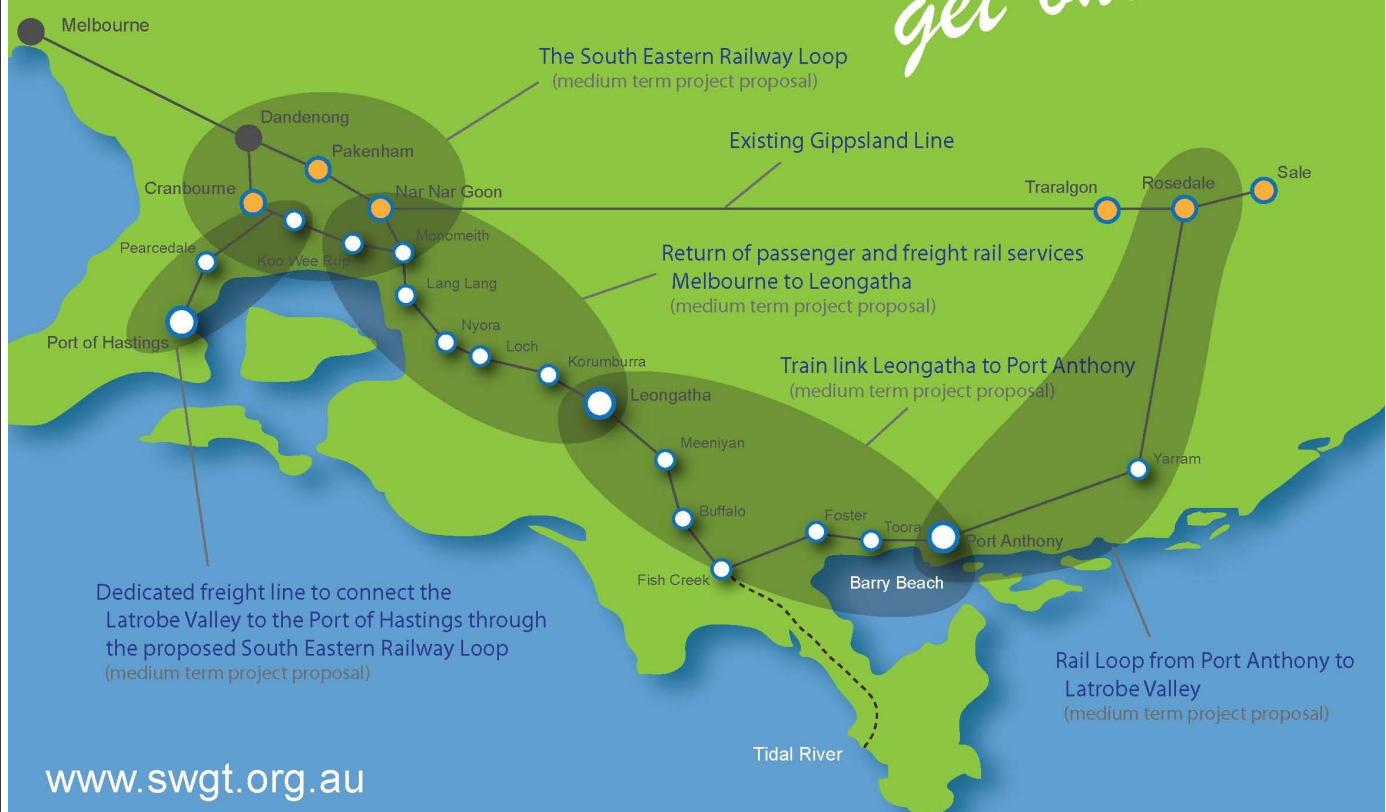 get on
Melbourne
The South Eastern Railway Loop
(medium term project proposal)
Dandenong
Existing Gippsland Line
Pakenham
Sale
Cranbourne
Nar Nar Goon
Traralgon
Rosedale
Monomeith
Pearcedale
Koo Wee Rup
Return of passenger and freight rail services
Melbourne to Leongatha
(medium term project proposal)
Lang Lang
Nyora
Port of Hastings
Loch
Korumburra
Train link Leongatha to Port Anthony
(medium term project proposal)
Leongatha
Meeniyan
Yarram
Buffalo
Foster
Toora
Port Anthony
Fish Creek
Barry Beach
Dedicated freight line to connect the
Latrobe Valley to the Port of Hastings through
the proposed South Eastern Railway Loop
(medium term project proposal)
Rail Loop from Port Anthony to
Latrobe Valley
(medium term project proposal)
Tidal River
www.swgt.org.au